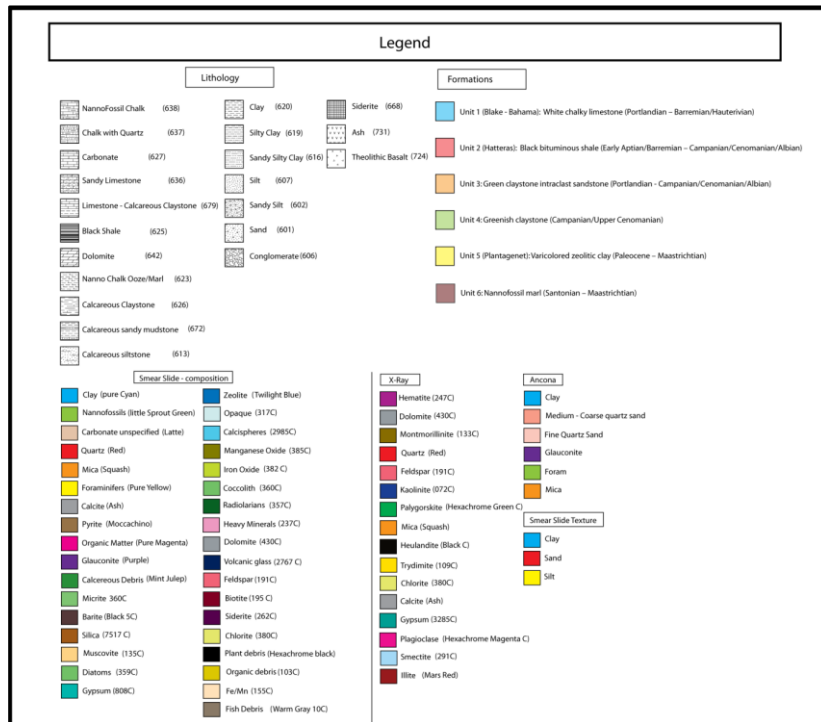 Legend
Lithology
NannoFossil Chalk (638)
Chalk with Quartz (637)
Carbonate (627)
Sandy Limestone (636)
Limestone - Calcareous Claystone (679)
Black Shale (625)
Dolomite (642)
Nanno Chalk Ooze/Marl (623)
Calcareous Claystone (626)
Calcareous sandy mudstone (672)
Calcareous siltstone (613)
Clay (620)
Silty Clay (619)
Sandy Silty Clay (616)
Silt (607)
Sandy Silt (602)
Sand (601)
Conglomerate (606)
Siderite (668)
Ash (731)
Theolithic Basalt (724)
Formations
Unit 1 (Blake - Bahama): White chalky limestone (Portlandian – Barremian/Hauterivian)
Unit 2 (Hatteras): Black bituminous shale (Early Aptian/Barremian – Campanian/Cenomanian/Albian)
Unit 3: Green claystone intraclast sandstone (Portlandian - Campanian/Cenomanian/Albian)
Unit 4: Greenish claystone (Campanian/Upper Cenomanian)
Unit 5 (Plantagenet): Varicolored zeolitic clay (Paleocene – Maastrichtian)
Unit 6: Nannofossil marl (Santonian – Maastrichtian)
Smear Slide - composition
Clay (pure Cyan)
Nannofossils (little Sprout Green)
Carbonate unspecified (Latte)
Quartz (Red)
Mica (Squash)
Foraminifers (Pure Yellow)
Calcite (Ash)
Pyrite (Moccachino)
Organic Matter (Pure Magenta)
Glauconite (Purple)
Calcereous Debris (Mint Julep)
Micrite 360C
Barite (Black 5C)
Silica (7517 C)
Muscovite (135C)
Diatoms (359C)
Gypsum (808C)
Zeolite (Twilight Blue)
Opaque (317C)
Calcispheres (2985C)
Manganese Oxide (385C)
Iron Oxide (382 C)
Coccolith (360C)
Radiolarians (357C)
Heavy Minerals (237C)
Dolomite (430C)
Volcanic glass (2767 C)
Feldspar (191C)
Biotite (195 C)
Siderite (262C)
Chlorite (380C)
Plant debris (Hexachrome black)
Organic debris (103C)
Fe/Mn (155C)
Fish Debris (Warm Gray 10C)
X-Ray
Hematite (247C)
Dolomite (430C)
Montmorillinite (133C)
Quartz (Red)
Feldspar (191C)
Kaolinite (072C)
Palygorskite (Hexachrome Green C)
Mica (Squash)
Heulandite (Black C)
Trydimite (109C)
Chlorite (380C)
Calcite (Ash)
Gypsum (3285C)
Plagioclase (Hexachrome Magenta C)
Smectite (291C)
Illite (Mars Red)
Ancona
Clay
Medium - Coarse quartz sand
Fine Quartz Sand
Glauconite
Foram
Mica
Smear Slide Texture
Clay
Sand
Silt